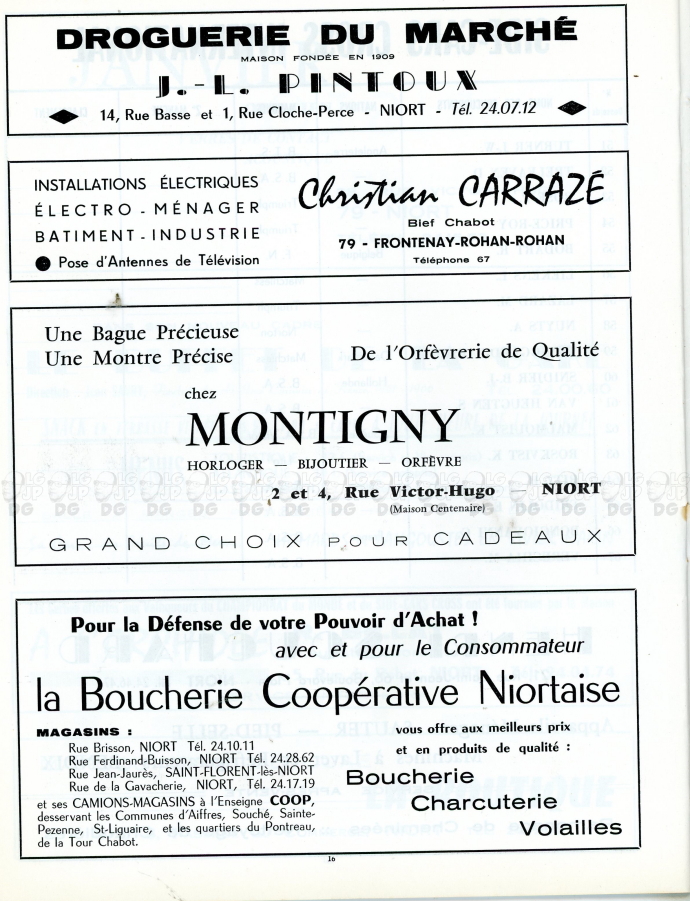 DROGUERIE DU MARCHÉ
MAISON FONDÉE EN 1909
J.-L. PINTOUX
14, Rue Basse et 1, Rue Cloche-Perce - NIORT - Tél. 24.07.12
INSTALLATIONS ÉLECTRIQUES
ÉLECTRO-MÉNAGER
BATIMENT-INDUSTRIE
● Pose d'Antennes de Télévision
Christian CARRAZÉ
Blef Chabot
79 - FRONTENAY-ROHAN-ROHAN
Téléphone 67
Une Bague Précieuse
Une Montre Précise
De l'Orfèvrerie de Qualité
chez
MONTIGNY
HORLOGER — BIJOUTIER — ORFÈVRE
2 et 4, Rue Victor-Hugo — NIORT
(Maison Centenaire)
GRAND CHOIX POUR CADEAUX
Pour la Défense de votre Pouvoir d'Achat !
avec et pour le Consommateur
la Boucherie Coopérative Niortaise
MAGASINS :
Rue Brisson, NIORT Tél. 24.10.11
Rue Ferdinand-Buisson, NIORT Tél. 24.28.62
Rue Jean-Jaurès, SAINT-FLORENT-lès-NIORT
Rue de la Gavacherie, NIORT, Tél. 24.17.19
et ses CAMIONS-MAGASINS à l'Enseigne COOP,
desservant les Communes d'Aiffres, Souché, Sainte-
Pezenne, St-Liguaire, et les quartiers du Pontreau,
de la Tour Chabot.
vous offre aux meilleurs prix
et en produits de qualité :
Boucherie
Charcuterie
Volailles
16